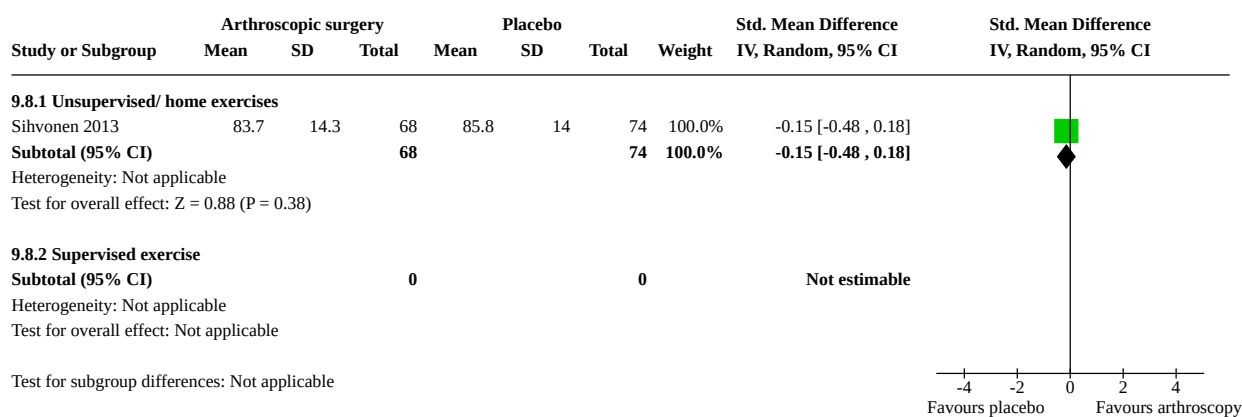 Arthroscopic surgery Placebo Std. Mean Difference Std. Mean Difference
Study or Subgroup Mean SD Total Mean SD Total Weight IV, Random, 95% CI IV, Random, 95% CI
9.8.1 Unsupervised/ home exercises
Sihvonen 2013 83.7 14.3 68 85.8 14 74 100.0% -0.15 [-0.48 , 0.18]
Subtotal (95% CI) 68 74 100.0% -0.15 [-0.48 , 0.18]
Heterogeneity: Not applicable
Test for overall effect: Z = 0.88 (P = 0.38)
9.8.2 Supervised exercise
Subtotal (95% CI) 0 0 Not estimable
Heterogeneity: Not applicable
Test for overall effect: Not applicable
Test for subgroup differences: Not applicable
-4 -2 0 2 4
Favours placebo Favours arthroscopy